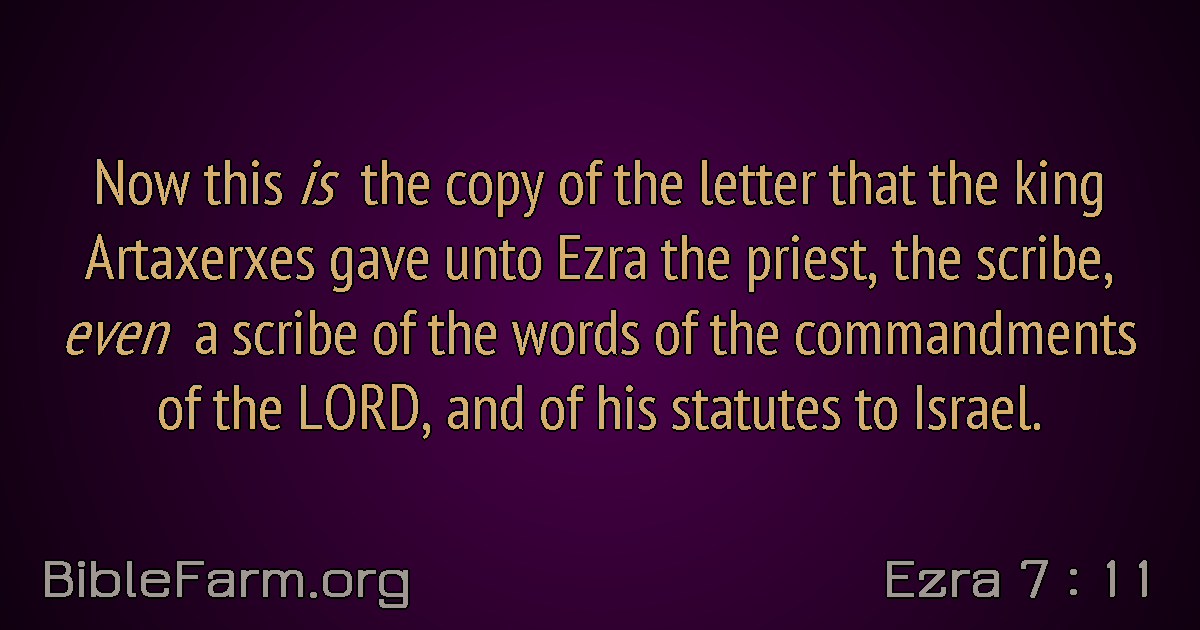 Now this is the copy of the letter that the king
Artaxerxes gave unto Ezra the priest, the scribe,
even a scribe of the words of the commandments
of the LORD, and of his statutes to Israel.
BibleFarm.org
Ezra 7 : 11